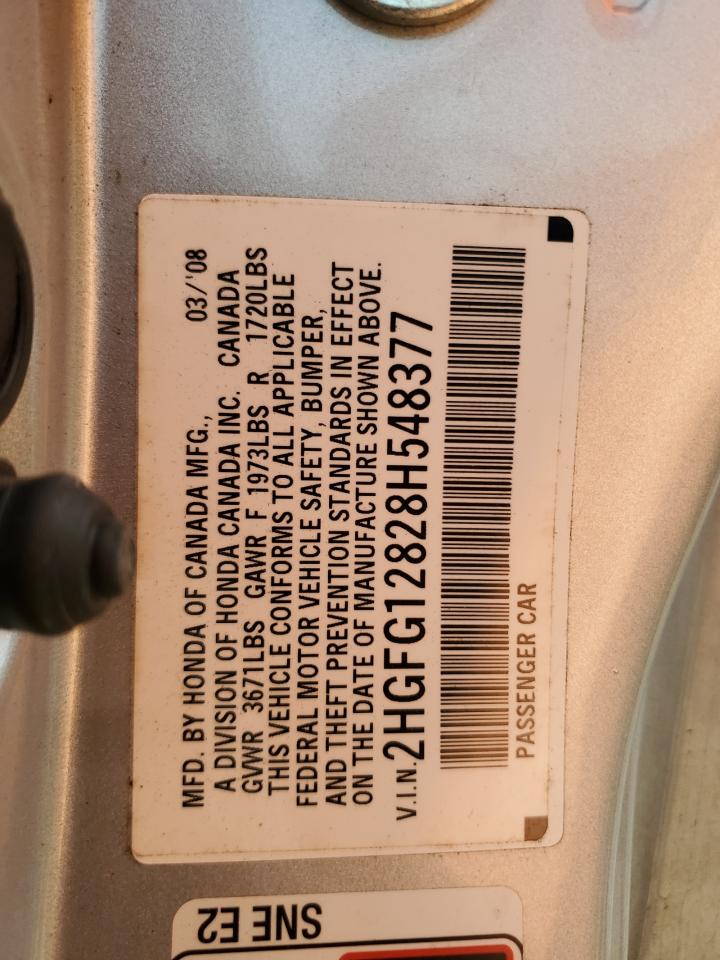 MFD. BY HONDA OF CANADA MFG., 03/'08
A DIVISION OF HONDA CANADA INC. CANADA
GVWR 3671LBS GAWR F 1973LBS R 1720LBS
THIS VEHICLE CONFORMS TO ALL APPLICABLE
FEDERAL MOTOR VEHICLE SAFETY, BUMPER,
AND THEFT PREVENTION STANDARDS IN EFFECT
ON THE DATE OF MANUFACTURE SHOWN ABOVE.
V.I.N. 2HGFG12828H548377
PASSENGER CAR
SNE E2